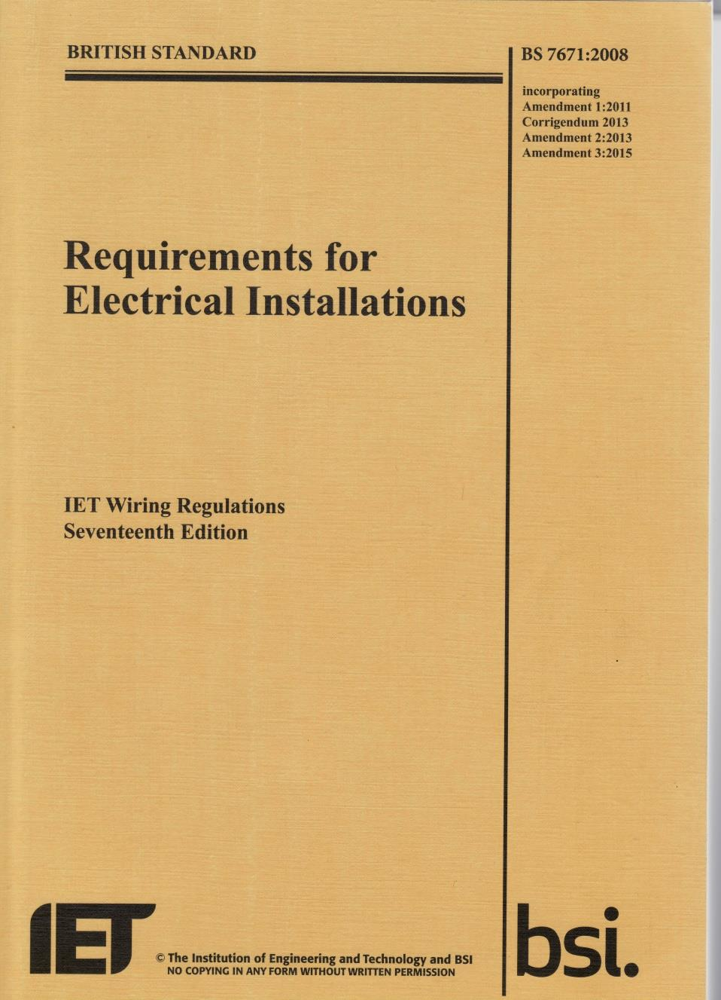 BRITISH STANDARD
BS 7671:2008
incorporating
Amendment 1:2011
Corrigendum 2013
Amendment 2:2013
Amendment 3:2015
Requirements for
Electrical Installations
IET Wiring Regulations
Seventeenth Edition
IET
© The Institution of Engineering and Technology and BSI
NO COPYING IN ANY FORM WITHOUT WRITTEN PERMISSION
bsi.